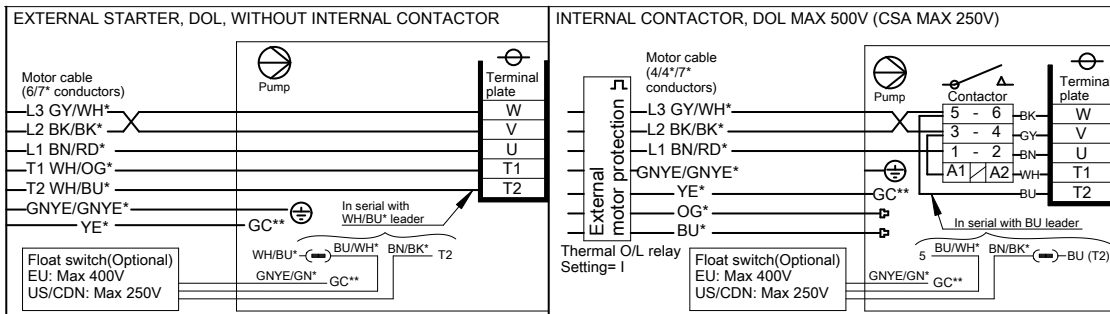 EXTERNAL STARTER, DOL, WITHOUT INTERNAL CONTACTOR
Motor cable
(6/7* conductors)
Pump
Terminal
plate
L3 GY/WH*
W
L2 BK/BK*
V
L1 BN/RD*
U
T1 WH/OG*
T1
T2 WH/BU*
T2
GNYE/GNYE*
YE*
GC**
In serial with
WH/BU* leader
Float switch(Optional)
EU: Max 400V
US/CDN: Max 250V
WH/BU*
BU/WH*
BN/BK*
T2
GNYE/GN*
GC**
INTERNAL CONTACTOR, DOL MAX 500V (CSA MAX 250V)
Motor cable
(4/4*/7*
conductors)
Pump
Contactor
Terminal
plate
External
motor protection
L3 GY/WH*
5 - 6
BK
W
L2 BK/BK*
3 - 4
GY
V
L1 BN/RD*
1 - 2
BN
U
GNYE/GNYE*
A1
A2
WH
T1
YE*
GC**
BU
T2
OG*
BU*
In serial with BU leader
Thermal O/L relay
Setting= I
Float switch(Optional)
EU: Max 400V
US/CDN: Max 250V
5
BU/WH*
BN/BK*
BU (T2)
GNYE/GN*
GC**